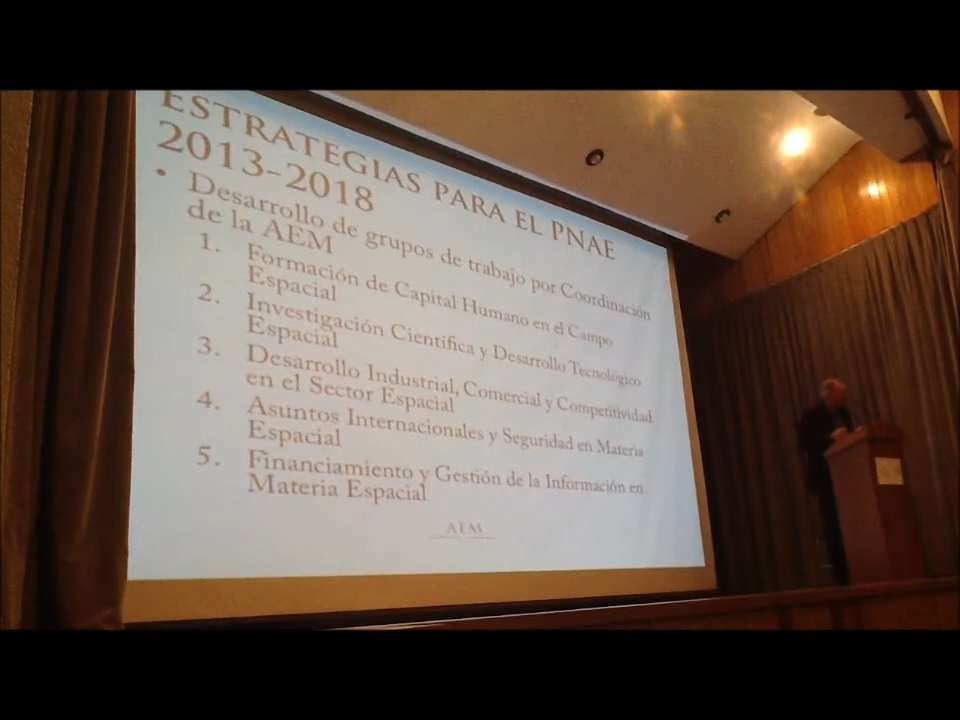 ESTRATEGIAS PARA EL PNAE
2013-2018
• Desarrollo de grupos de trabajo por Coordinación
de la AEM
1. Formación de Capital Humano en el Campo
Espacial
2. Investigación Científica y Desarrollo Tecnológico
Espacial
3. Desarrollo Industrial, Comercial y Competitividad
en el Sector Espacial
4. Asuntos Internacionales y Seguridad en Materia
Espacial
5. Financiamiento y Gestión de la Información en
Materia Espacial
AEM